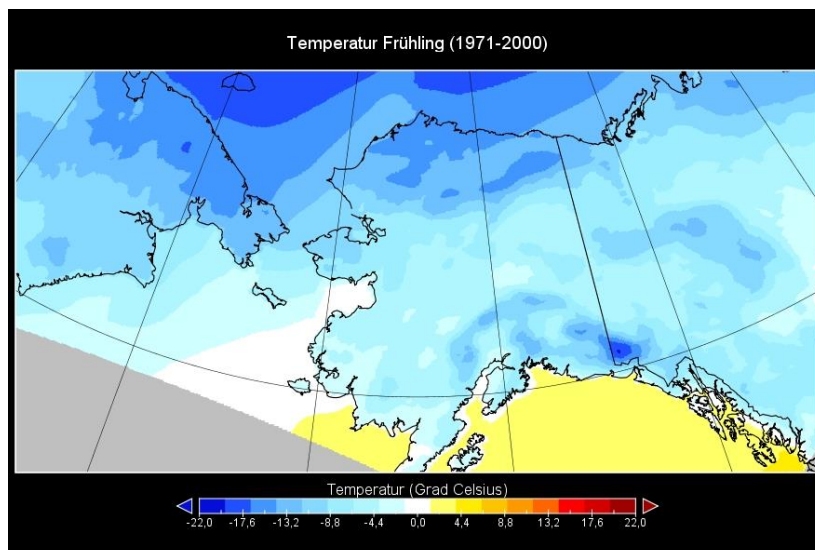 Temperatur Frühling (1971-2000)
Temperatur (Grad Celsius)
-22,0 -17,6 -13,2 -8,8 -4,4 0,0 4,4 8,8 13,2 17,6 22,0